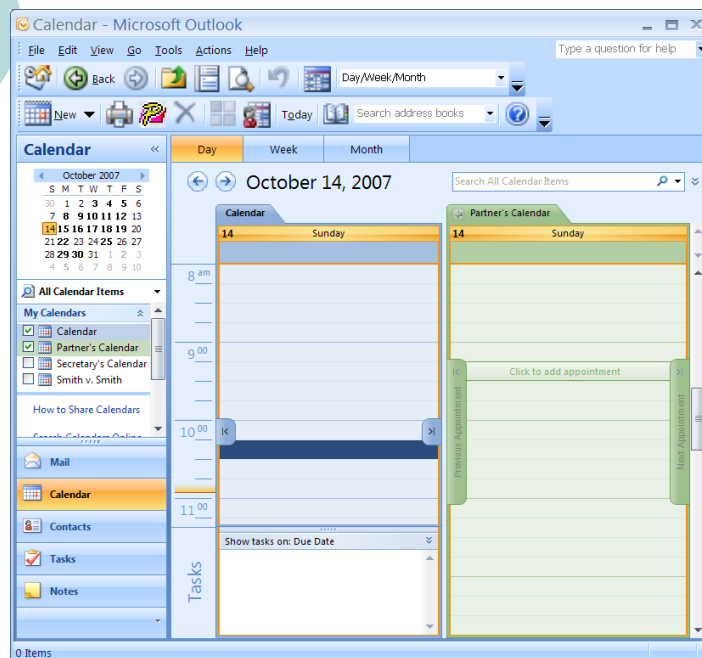 Calendar - Microsoft Outlook
File Edit View Go Tools Actions Help Type a question for help
Back Day/Week/Month
New Today Search address books
Calendar « Day Week Month
October 2007
S M T W T F S
30 1 2 3 4 5 6
7 8 9 10 11 12 13
14 15 16 17 18 19 20
21 22 23 24 25 26 27
28 29 30 31 1 2 3
4 5 6 7 8 9 10
October 14, 2007 Search All Calendar Items
Calendar Partner's Calendar
14 Sunday 14 Sunday
All Calendar Items
My Calendars
Calendar
Partner's Calendar
Secretary's Calendar
Smith v. Smith
How to Share Calendars
Search Calendars Online
Mail
Calendar
Contacts
Tasks
Notes
8 am
9 00
10 00
11 00
Click to add appointment
Previous Appointment
Next Appointment
Show tasks on: Due Date
Tasks
0 Items